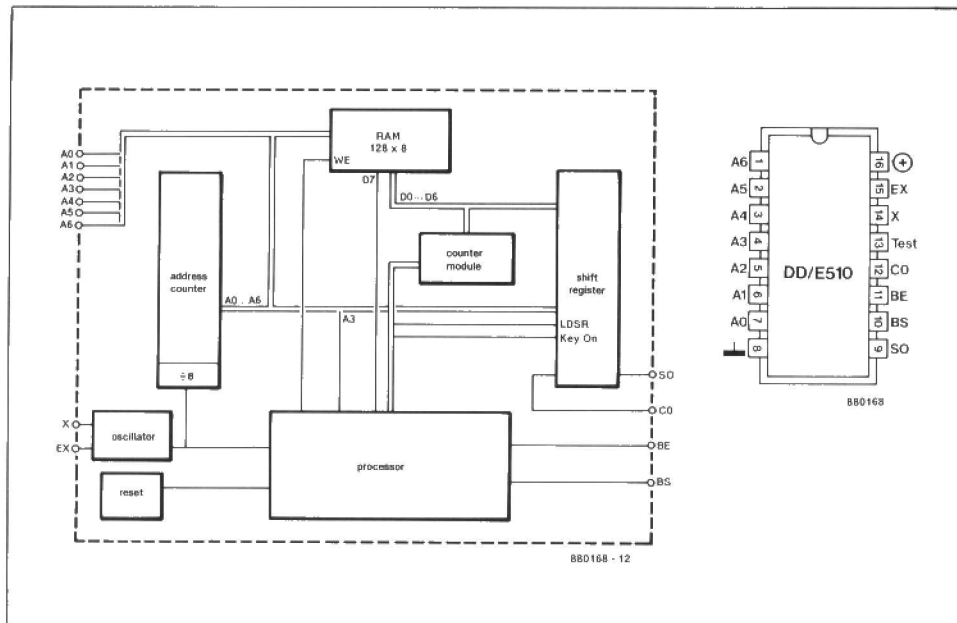 RAM
128 x 8
WE
D7
D0 ... D6
A0
A1
A2
A3
A4
A5
A6
address
counter
A0 . A6
A3
÷8
counter
module
shift
register
LDSR
Key On
SO
CO
BE
BS
X
EX
oscillator
reset
processor
880168 - 12
A6 1
A5 2
A4 3
A3 4
A2 5
A1 6
A0 7
8
DD/E510
16 +
15 EX
14 X
13 Test
12 CO
11 BE
10 BS
9 SO
880168